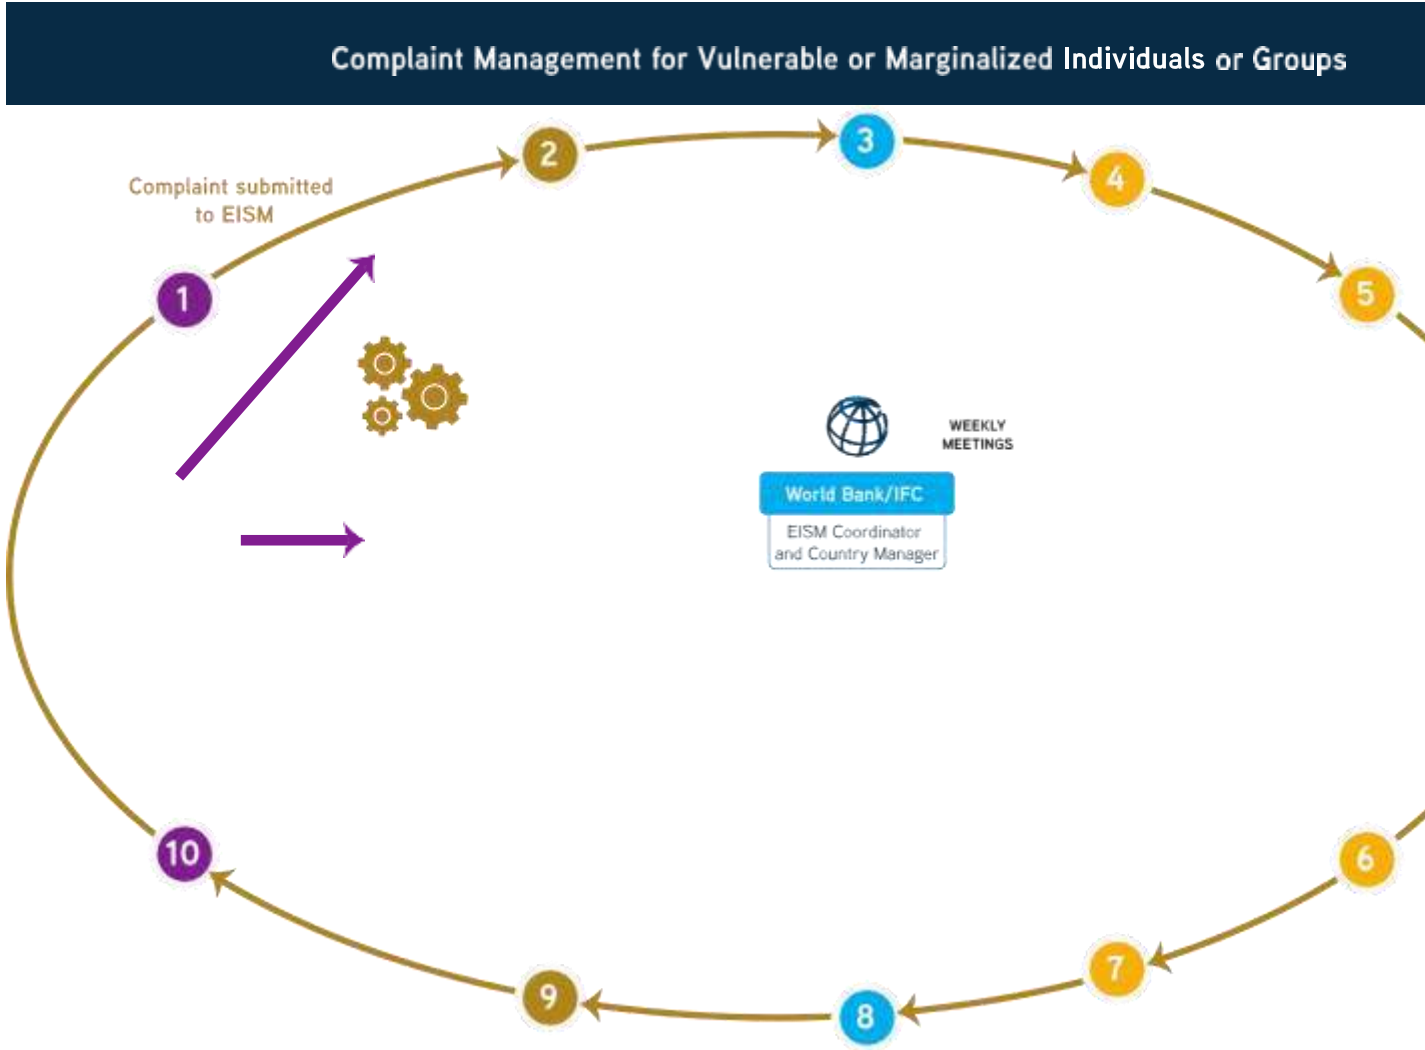 Complaint Management for Vulnerable or Marginalized Individuals or Groups
2
3
4
Complaint submitted
to EISM
1
5
WEEKLY
MEETINGS
World Bank/IFC
EISM Coordinator
and Country Manager
10
6
7
9
8